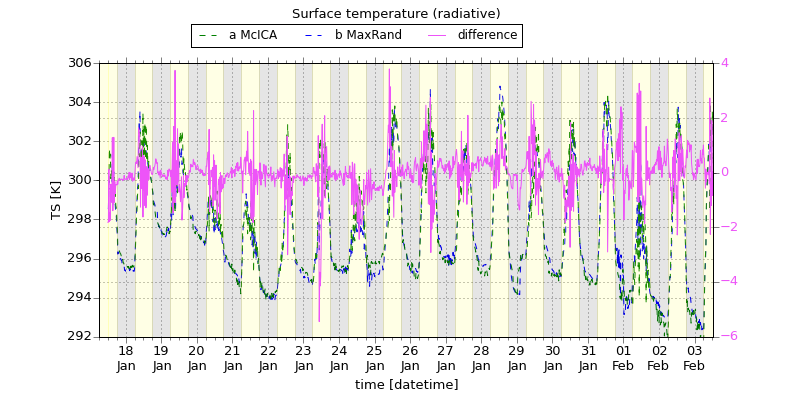 Surface temperature (radiative)
a McICA b MaxRand difference
306 4
304
2
302
300 0
298
−2
296
−4
294
292 −6
TS [K]
18 19 20 21 22 23 24 25 26 27 28 29 30 31 01 02 03
Jan Jan Jan Jan Jan Jan Jan Jan Jan Jan Jan Jan Jan Jan Feb Feb Feb
time [datetime]